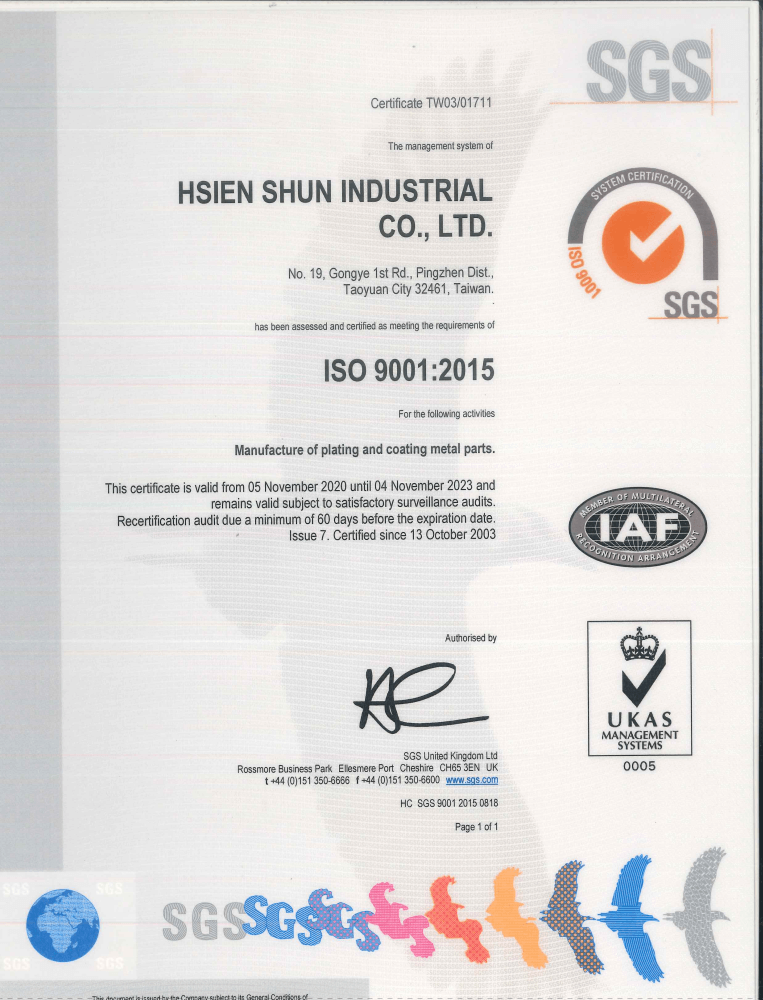 SGS
Certificate TW03/01711
The management system of
HSIEN SHUN INDUSTRIAL
CO., LTD.
No. 19, Gongye 1st Rd., Pingzhen Dist.,
Taoyuan City 32461, Taiwan.
SYSTEM CERTIFICATION
ISO 9001
SGS
has been assessed and certified as meeting the requirements of
ISO 9001:2015
For the following activities
Manufacture of plating and coating metal parts.
This certificate is valid from 05 November 2020 until 04 November 2023 and
remains valid subject to satisfactory surveillance audits.
Recertification audit due a minimum of 60 days before the expiration date.
Issue 7. Certified since 13 October 2003
MEMBER OF MULTILATERAL
IAF
RECOGNITION ARRANGEMENT
Authorised by
UKAS
MANAGEMENT
SYSTEMS
0005
SGS United Kingdom Ltd
Rossmore Business Park Ellesmere Port Cheshire CH65 3EN UK
t +44 (0)151 350-6666 f +44 (0)151 350-6600 www.sgs.com
HC SGS 9001 2015 0818
Page 1 of 1
SGS SGS
SGS SGS
SGSSGSSGS
This document is issued by the Company subject to its General Conditions of